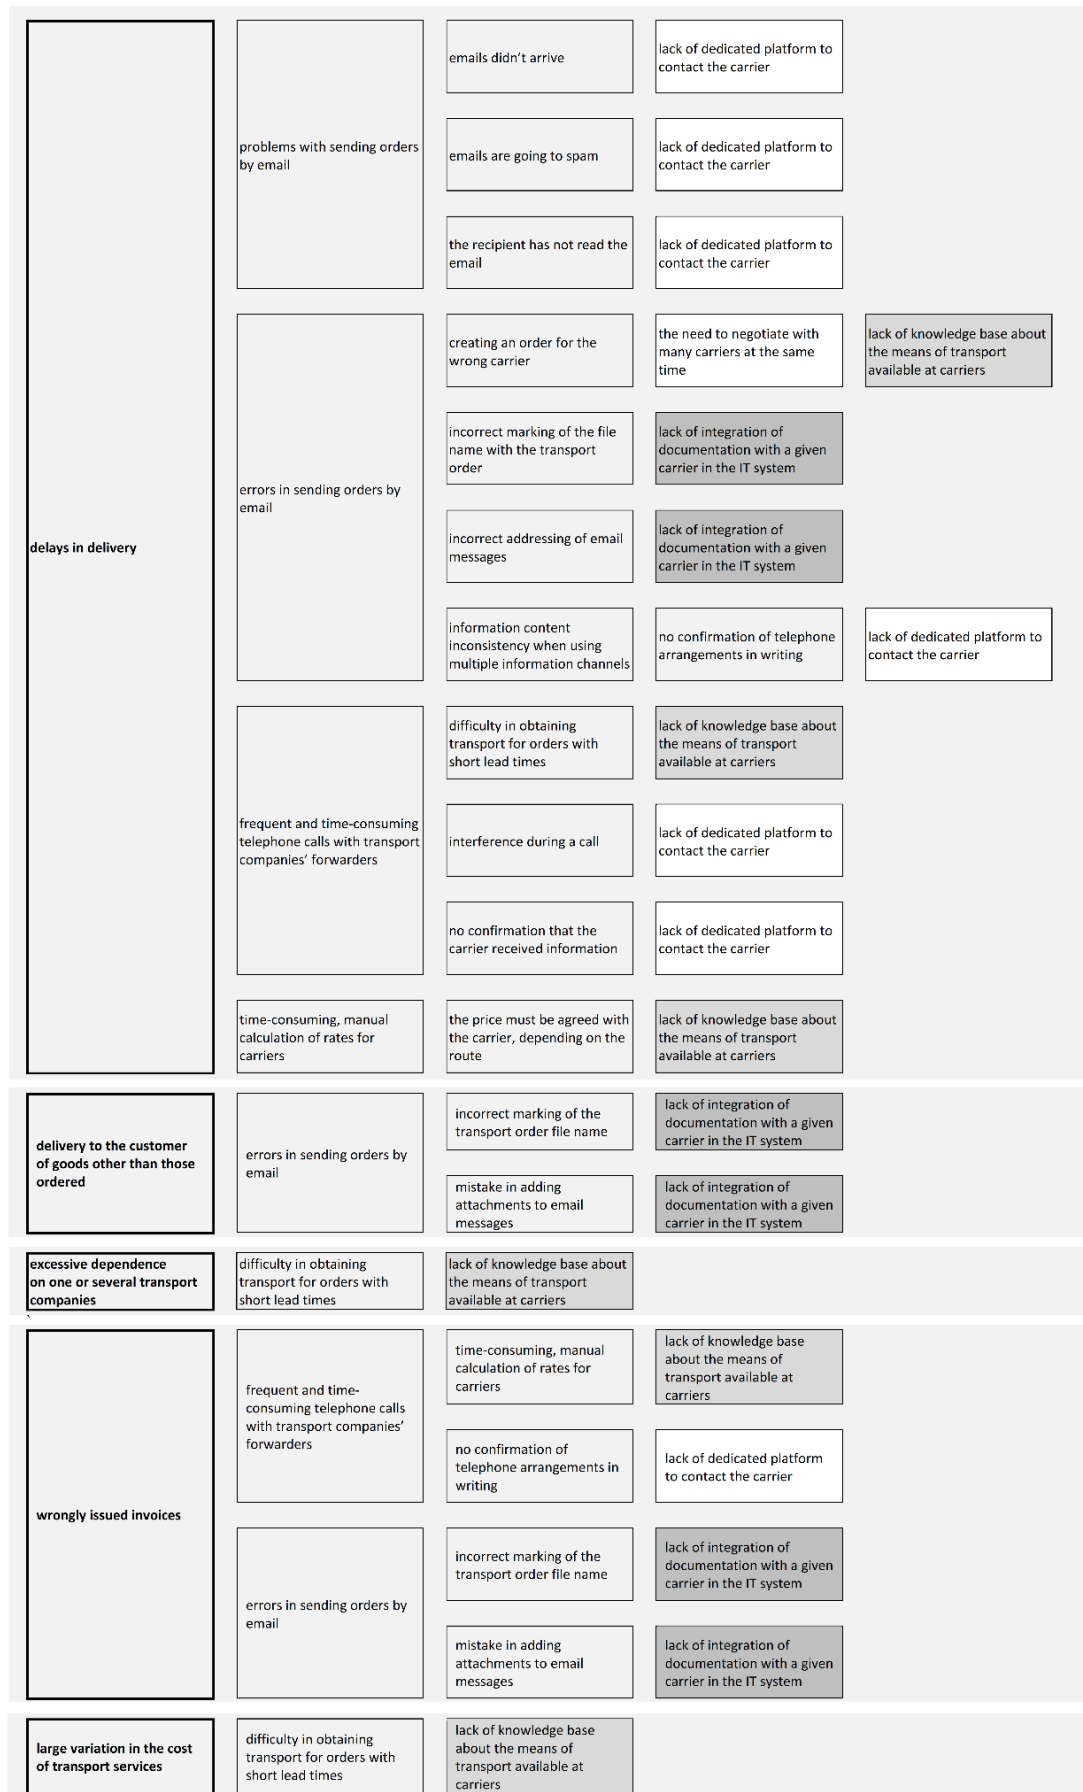 delays in delivery
problems with sending orders
by email
emails didn’t arrive
lack of dedicated platform to
contact the carrier
emails are going to spam
lack of dedicated platform to
contact the carrier
the recipient has not read the
email
lack of dedicated platform to
contact the carrier
errors in sending orders by
email
creating an order for the
wrong carrier
the need to negotiate with
many carriers at the same
time
lack of knowledge base about
the means of transport
available at carriers
incorrect marking of the file
name with the transport
order
lack of integration of
documentation with a given
carrier in the IT system
incorrect addressing of email
messages
lack of integration of
documentation with a given
carrier in the IT system
information content
inconsistency when using
multiple information channels
no confirmation of telephone
arrangements in writing
lack of dedicated platform to
contact the carrier
frequent and time-consuming
telephone calls with transport
companies’ forwarders
difficulty in obtaining
transport for orders with
short lead times
lack of knowledge base about
the means of transport
available at carriers
interference during a call
lack of dedicated platform to
contact the carrier
no confirmation that the
carrier received information
lack of dedicated platform to
contact the carrier
time-consuming, manual
calculation of rates for
carriers
the price must be agreed with
the carrier, depending on the
route
lack of knowledge base about
the means of transport
available at carriers
delivery to the customer
of goods other than those
ordered
errors in sending orders by
email
incorrect marking of the
transport order file name
lack of integration of
documentation with a given
carrier in the IT system
mistake in adding
attachments to email
messages
lack of integration of
documentation with a given
carrier in the IT system
excessive dependence
on one or several transport
companies
difficulty in obtaining
transport for orders with
short lead times
lack of knowledge base about
the means of transport
available at carriers
`
wrongly issued invoices
frequent and time-
consuming telephone calls
with transport companies’
forwarders
time-consuming, manual
calculation of rates for
carriers
lack of knowledge base
about the means of
transport available at
carriers
no confirmation of
telephone arrangements in
writing
lack of dedicated platform
to contact the carrier
errors in sending orders by
email
incorrect marking of the
transport order file name
lack of integration of
documentation with a given
carrier in the IT system
mistake in adding
attachments to email
messages
lack of integration of
documentation with a given
carrier in the IT system
large variation in the cost
of transport services
difficulty in obtaining
transport for orders with
short lead times
lack of knowledge base
about the means of
transport available at
carriers